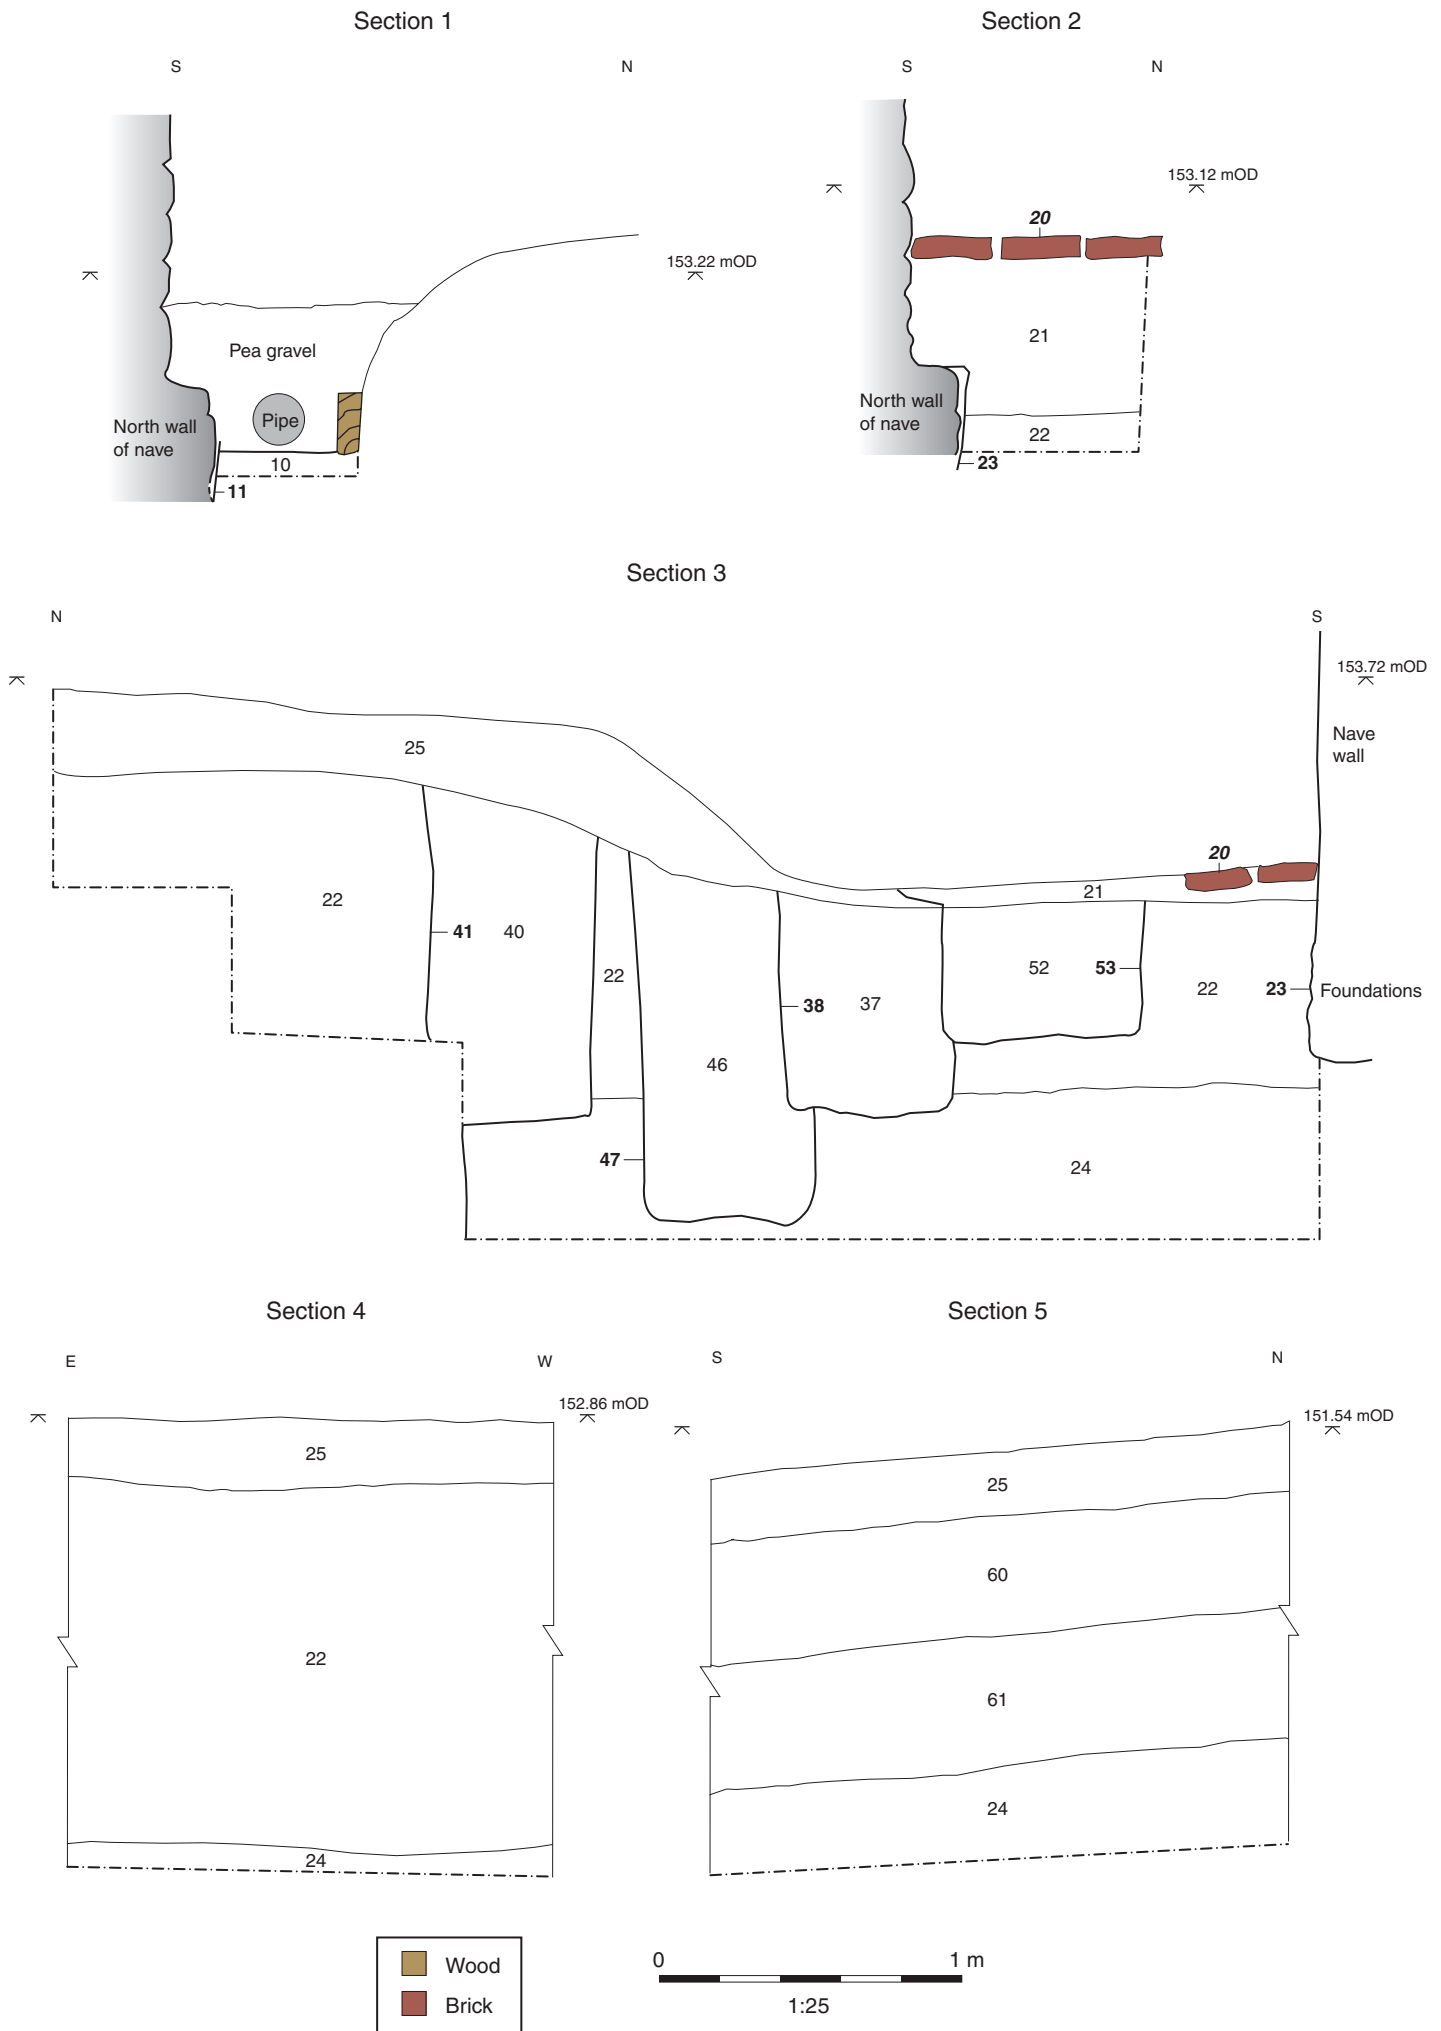 Section 1
S
N
153.22 mOD
Pea gravel
Pipe
North wall
of nave
10
11
Section 2
S
N
153.12 mOD
20
21
North wall
of nave
22
23
Section 3
N
S
153.72 mOD
Nave
wall
25
20
21
22
41
40
22
38
37
52
53
22
23
Foundations
46
47
24
Section 4
E
W
152.86 mOD
25
22
24
Section 5
S
N
151.54 mOD
25
60
61
24
Wood
Brick
0
1 m
1:25